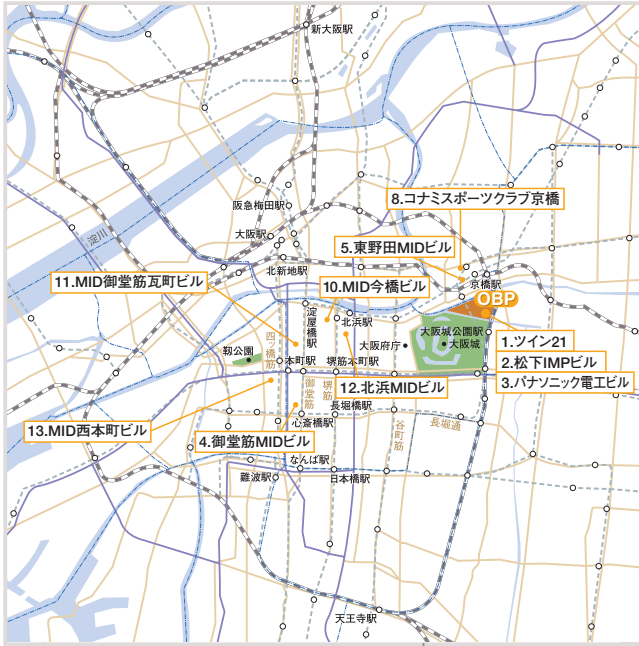 新大阪駅
8.コナミスポーツクラブ京橋
阪急梅田駅
淀川
大阪駅
5.東野田MIDビル
北新地駅
京橋駅
11.MID御堂筋瓦町ビル
10.MID今橋ビル
OBP
淀屋橋駅
北浜駅
大阪城公園駅
1.ツイン21
四ツ橋筋
大阪府庁
大阪城
靱公園
2.松下IMPビル
本町駅
堺筋本町駅
3.パナソニック電工ビル
12.北浜MIDビル
御堂筋
堺筋
長堀橋駅
13.MID西本町ビル
心斎橋駅
谷町筋
長堀通
4.御堂筋MIDビル
なんば駅
難波駅
日本橋駅
天王寺駅